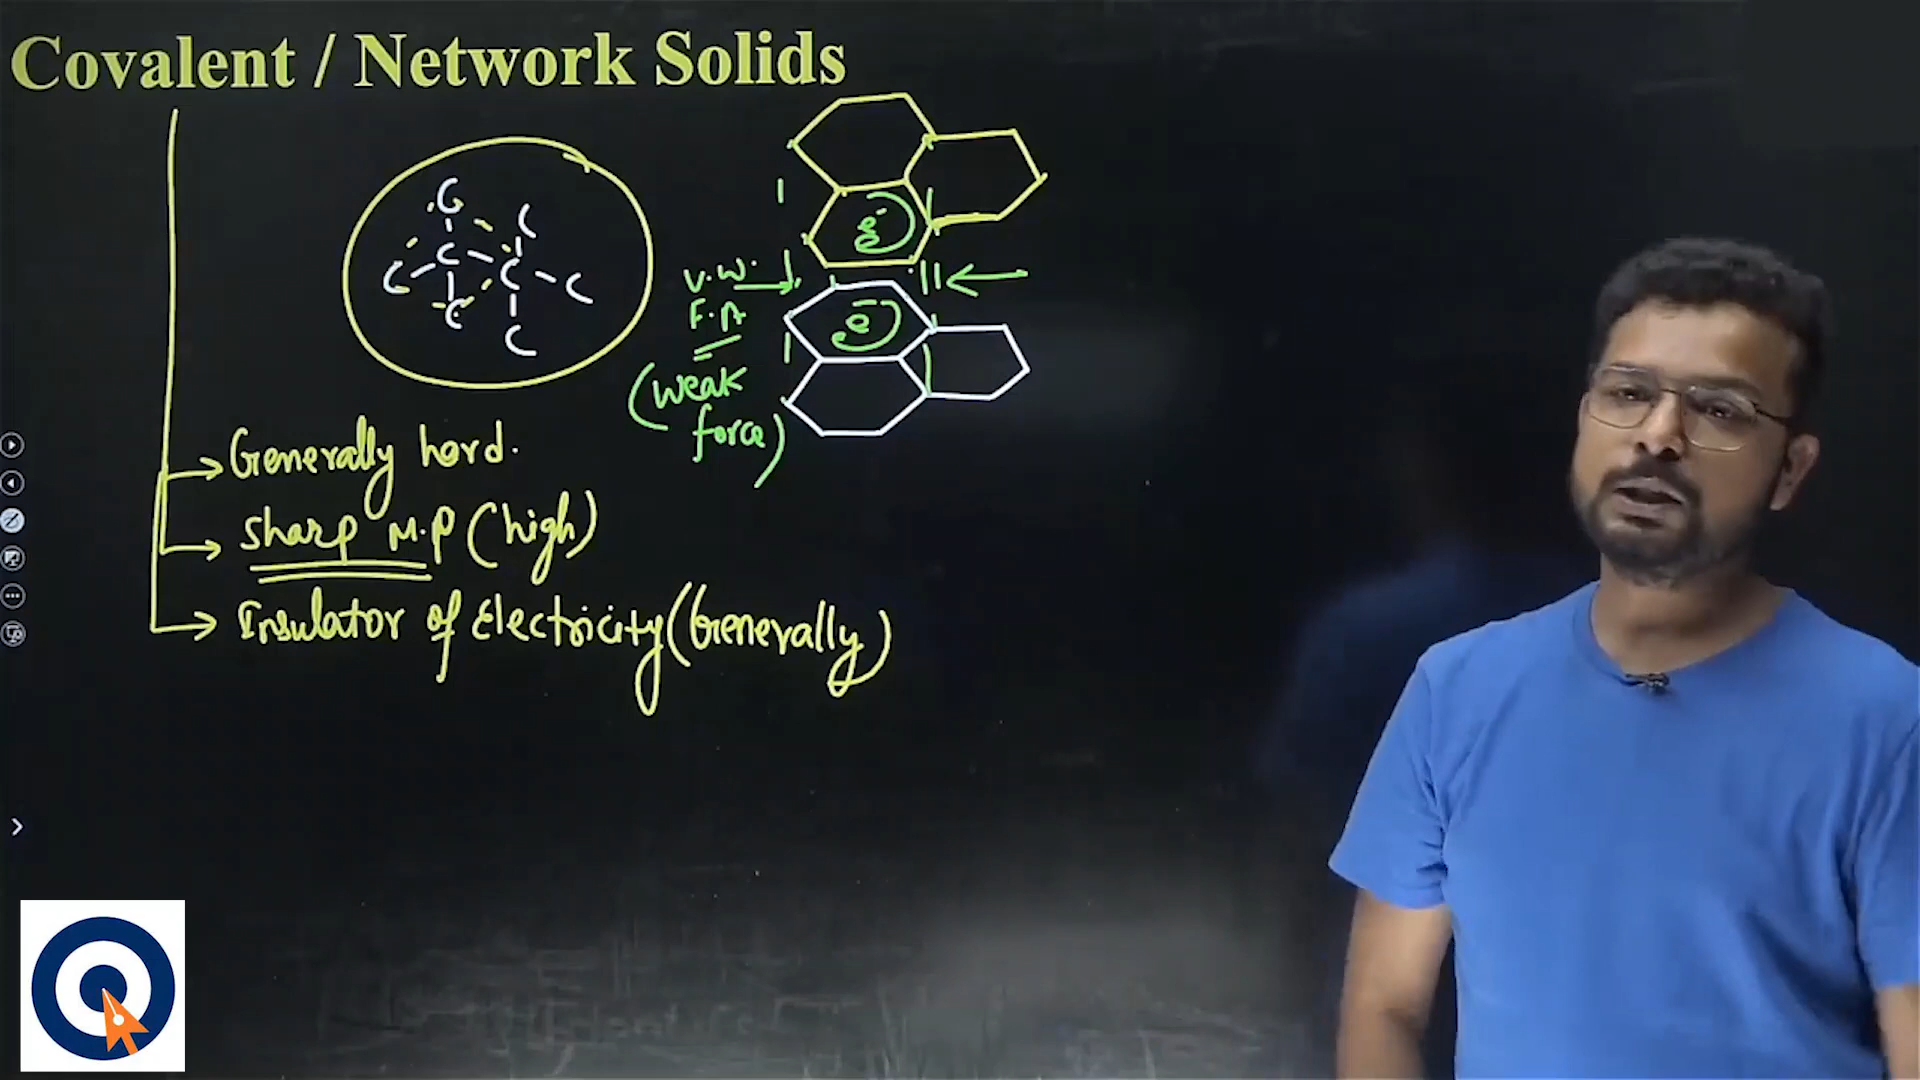 Covalent / Network Solids
C
C C C C
C C
C
e⁻
V.W.
F.A
e⁻
(weak
force)
Generally hard.
Sharp M.P (high)
Insulator of Electricity (Generally)